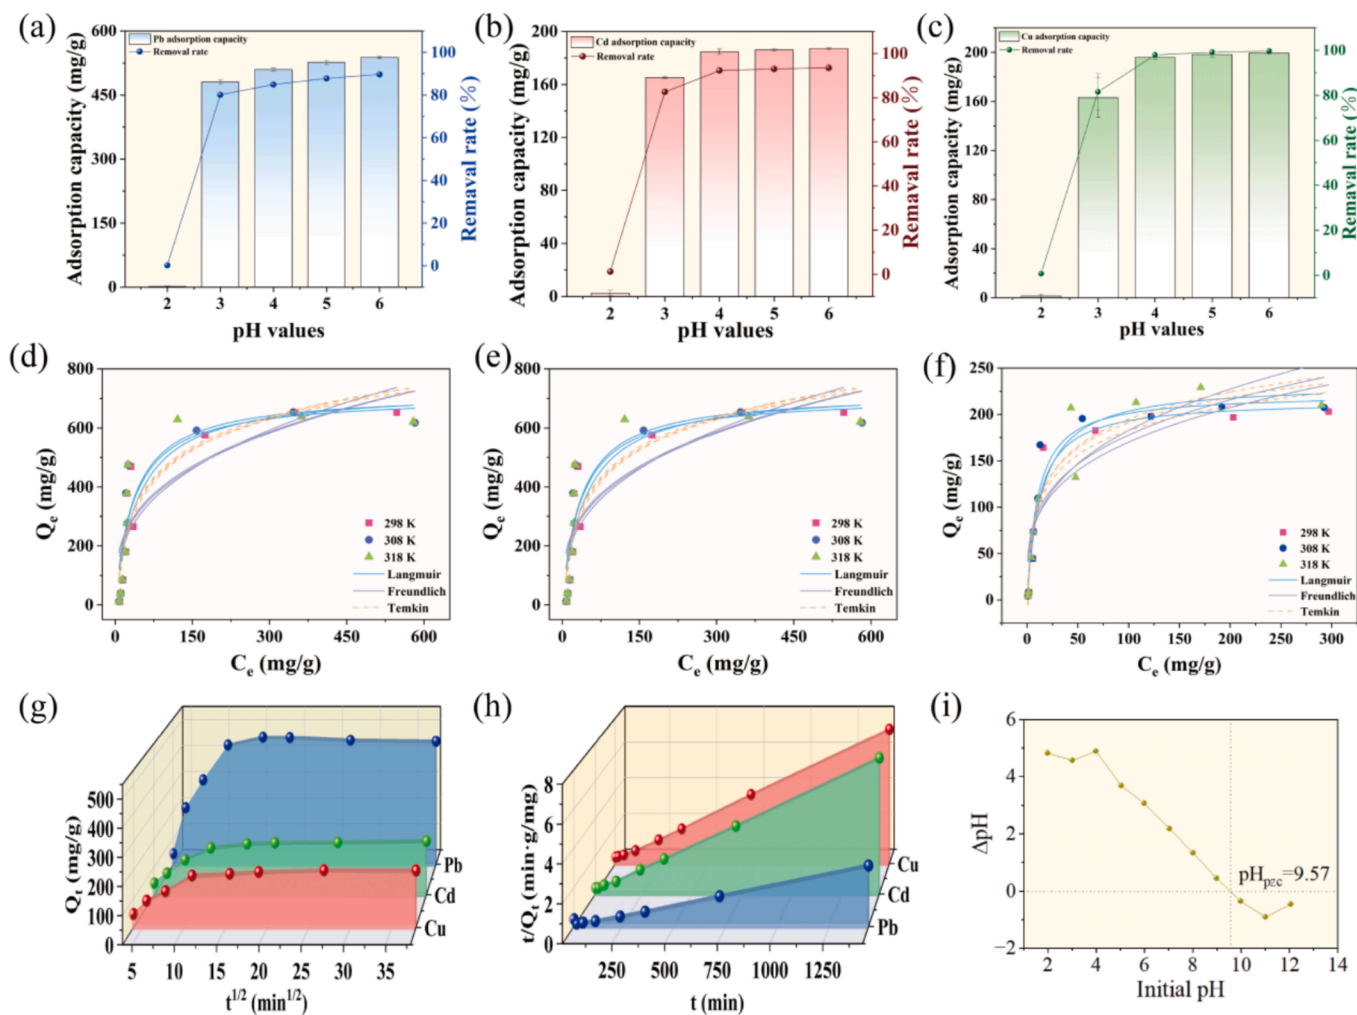 (a)
600
450
300
150
0
Adsorption capacity (mg/g)
Pb adsorption capacity
Remaval rate
100
80
60
40
20
0
Remaval rate (%)
2 3 4 5 6
pH values
(b)
200
160
120
80
40
0
Adsorption capacity (mg/g)
Cd adsorption capacity
Remaval rate
100
80
60
40
20
0
Remaval rate (%)
2 3 4 5 6
pH values
(c)
200
160
120
80
40
0
Adsorption capacity (mg/g)
Cu adsorption capacity
Remaval rate
100
80
60
40
20
0
Remaval rate (%)
2 3 4 5 6
pH values
(d)
800
600
400
200
0
Qe (mg/g)
298 K
308 K
318 K
Langmuir
Freundlich
Temkin
0 150 300 450 600
Ce (mg/g)
(e)
800
600
400
200
0
Qe (mg/g)
298 K
308 K
318 K
Langmuir
Freundlich
Temkin
0 150 300 450 600
Ce (mg/g)
(f)
250
200
150
100
50
0
Qe (mg/g)
298 K
308 K
318 K
Langmuir
Freundlich
Temkin
0 50 100 150 200 250 300
Ce (mg/g)
(g)
500
400
300
200
100
0
Qt (mg/g)
Pb
Cd
Cu
5 10 15 20 25 30 35
t1/2 (min1/2)
(h)
8
6
4
2
0
t/Qt (min·g/mg)
Cu
Cd
Pb
250 500 750 1000 1250
t (min)
(i)
6
4
2
0
−2
ΔpH
pHpzc=9.57
2 4 6 8 10 12 14
Initial pH